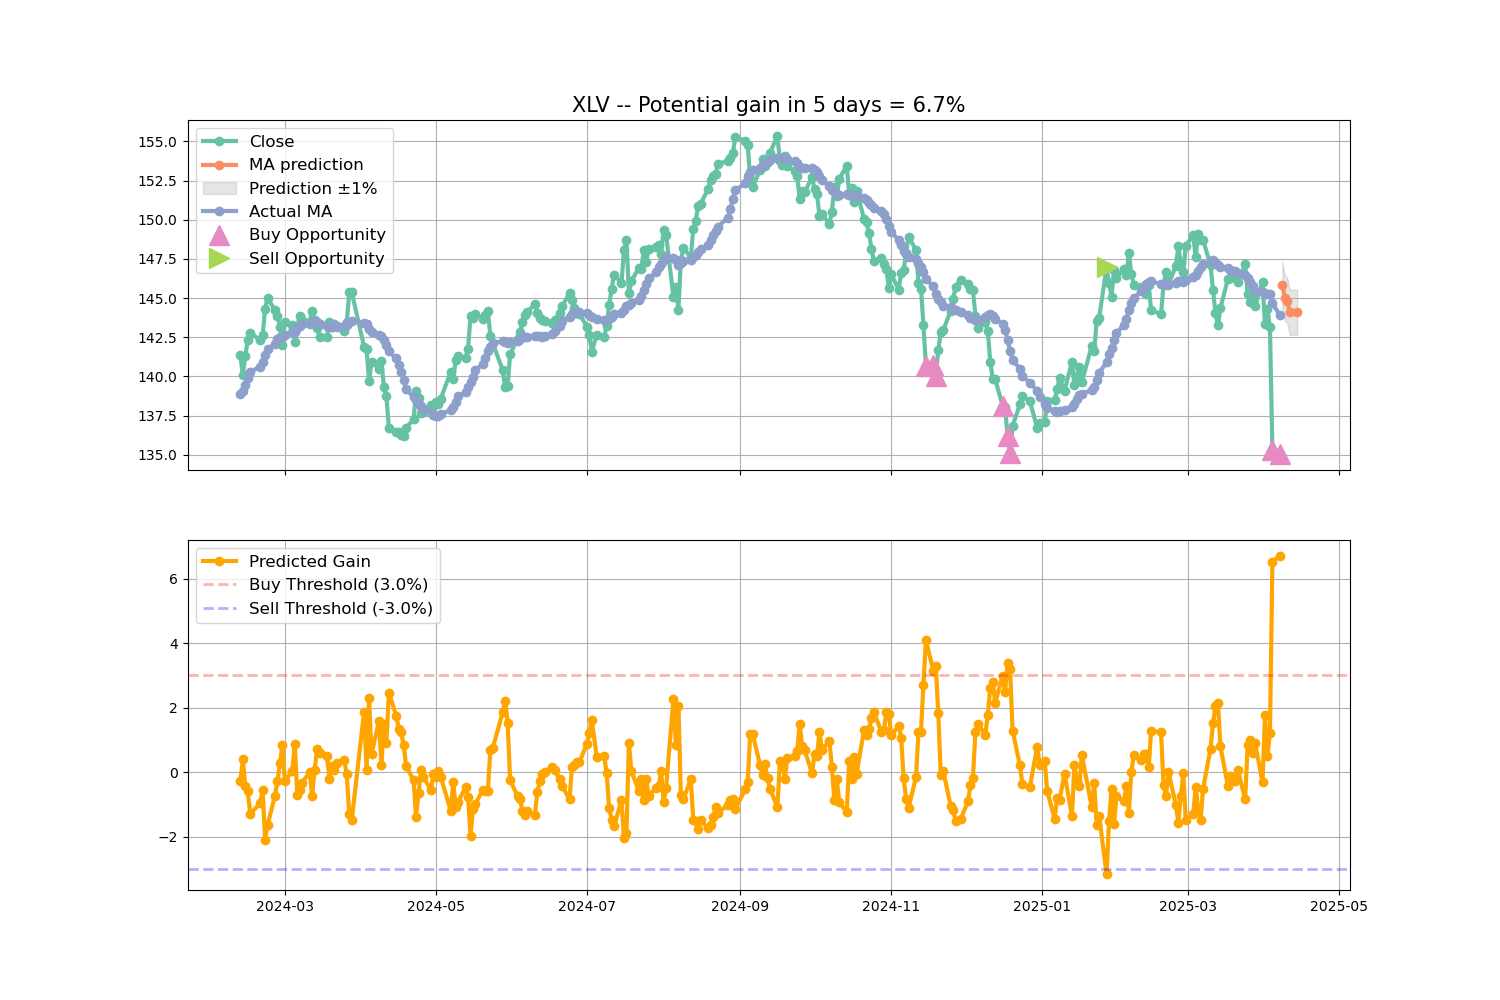 XLV -- Potential gain in 5 days = 6.7%
155.0
152.5
150.0
147.5
145.0
142.5
140.0
137.5
135.0
Close
MA prediction
Prediction ±1%
Actual MA
Buy Opportunity
Sell Opportunity
6
4
2
0
−2
Predicted Gain
Buy Threshold (3.0%)
Sell Threshold (-3.0%)
2024-03 2024-05 2024-07 2024-09 2024-11 2025-01 2025-03 2025-05